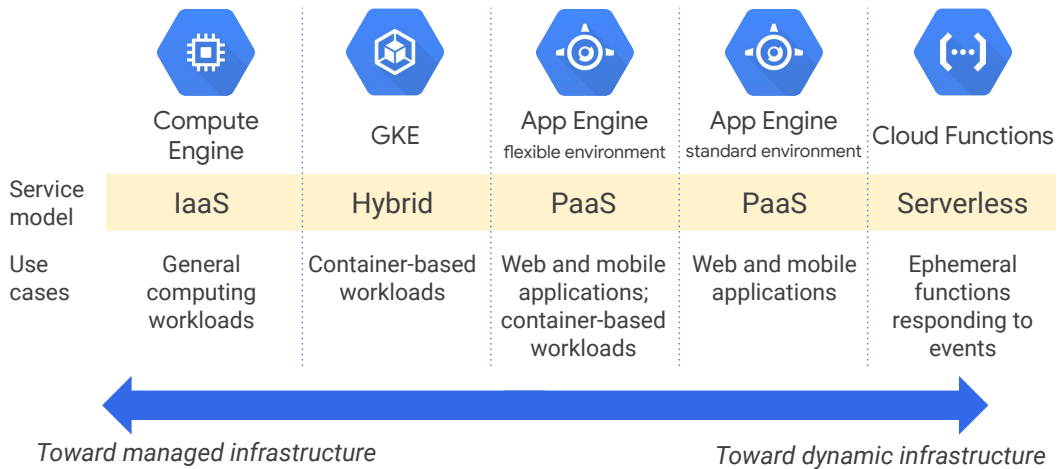 Compute
Engine
GKE
App Engine
flexible environment
App Engine
standard environment
Cloud Functions
Service
model
IaaS
Hybrid
PaaS
PaaS
Serverless
Use
cases
General
computing
workloads
Container-based
workloads
Web and mobile
applications;
container-based
workloads
Web and mobile
applications
Ephemeral
functions
responding to
events
Toward managed infrastructure
Toward dynamic infrastructure